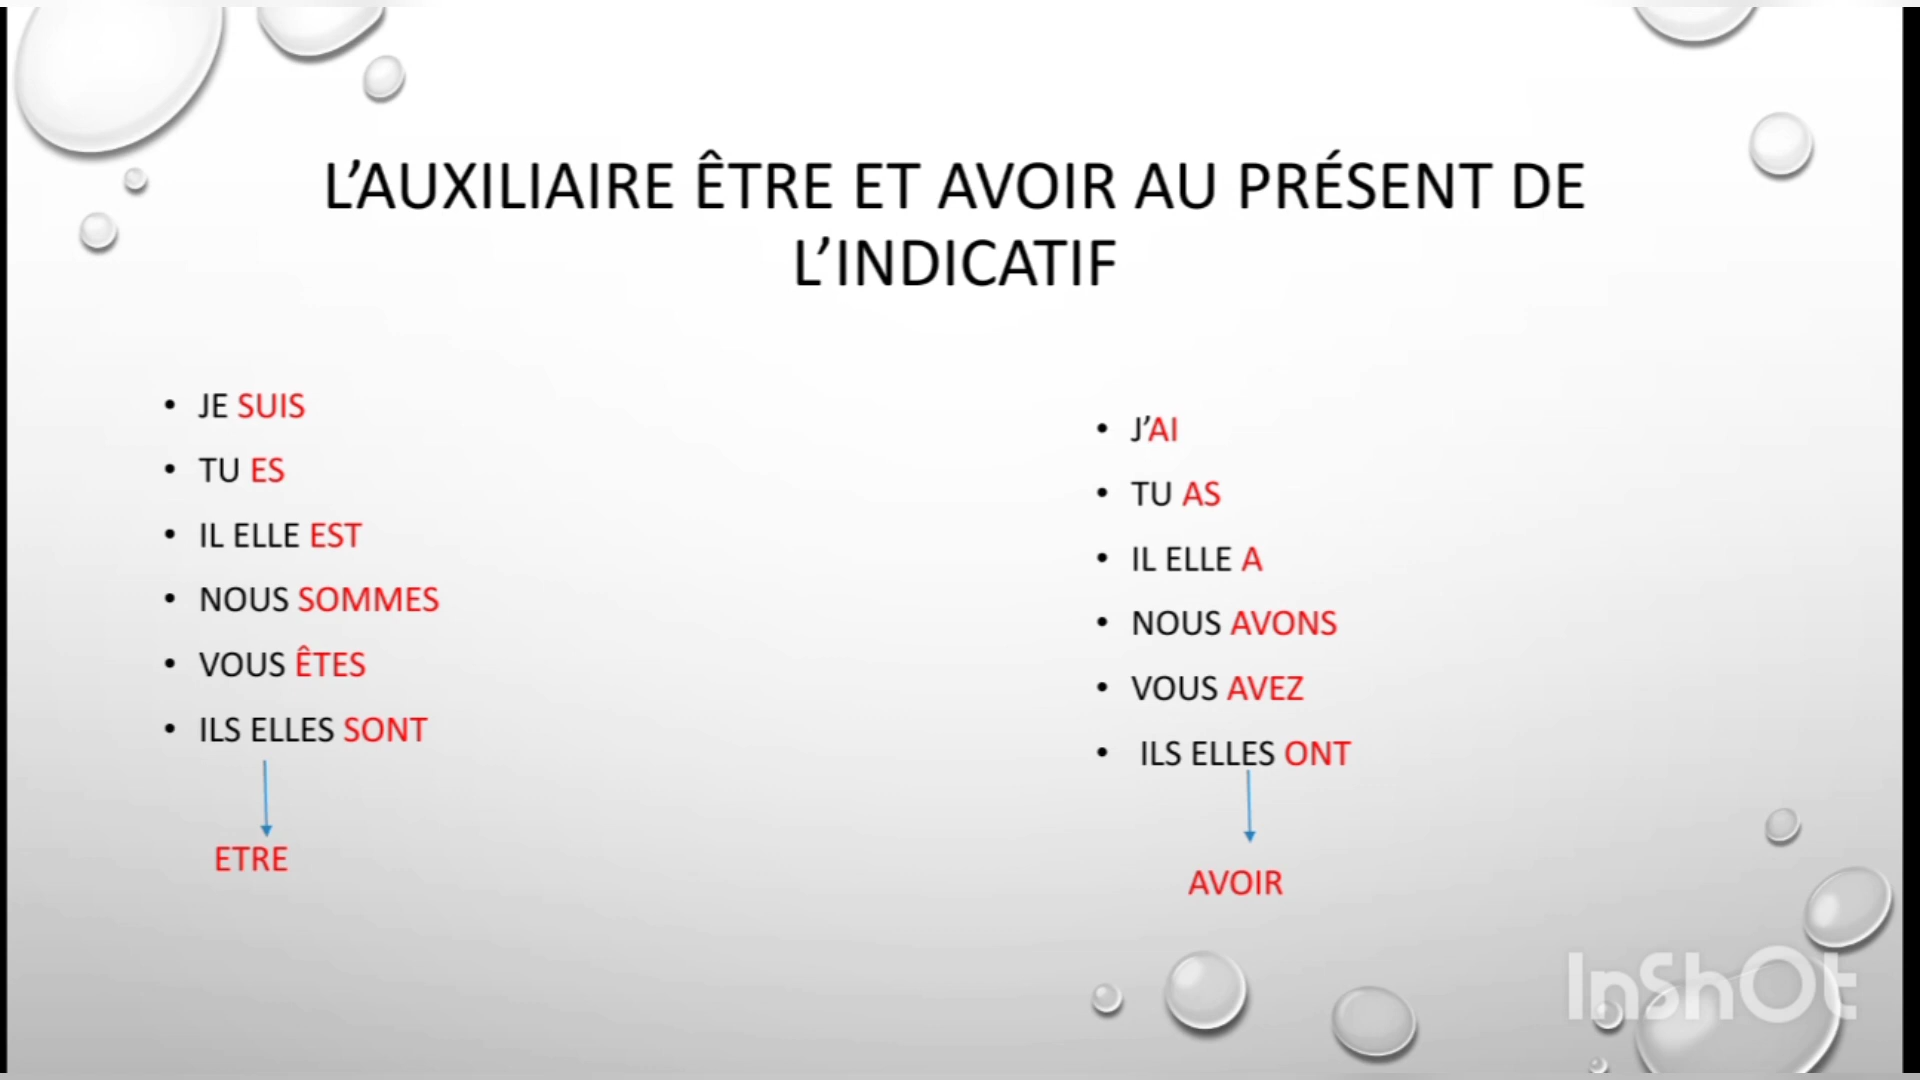 L’AUXILIAIRE ÊTRE ET AVOIR AU PRÉSENT DE
L’INDICATIF
• JE SUIS
• TU ES
• IL ELLE EST
• NOUS SOMMES
• VOUS ÊTES
• ILS ELLES SONT
ETRE
• J’AI
• TU AS
• IL ELLE A
• NOUS AVONS
• VOUS AVEZ
• ILS ELLES ONT
AVOIR
InShOt